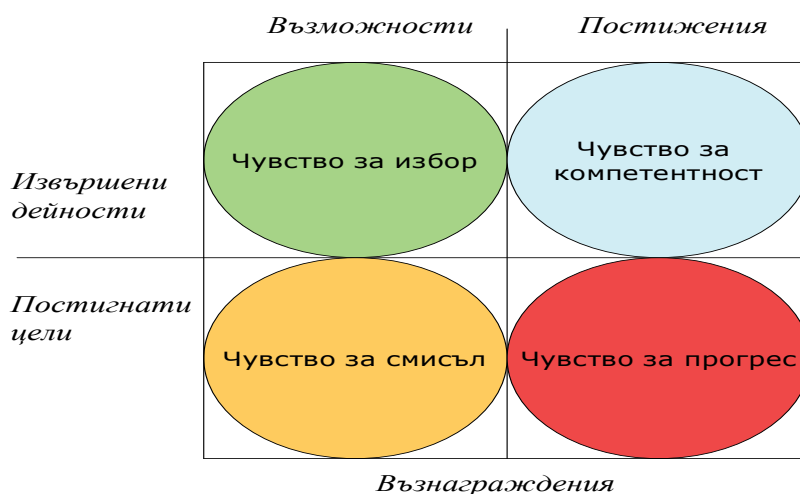 Възможности
Постижения
Извършени
дейности
Чувство за избор
Чувство за
компетентност
Постигнати
цели
Чувство за смисъл
Чувство за прогрес
Възнаграждения